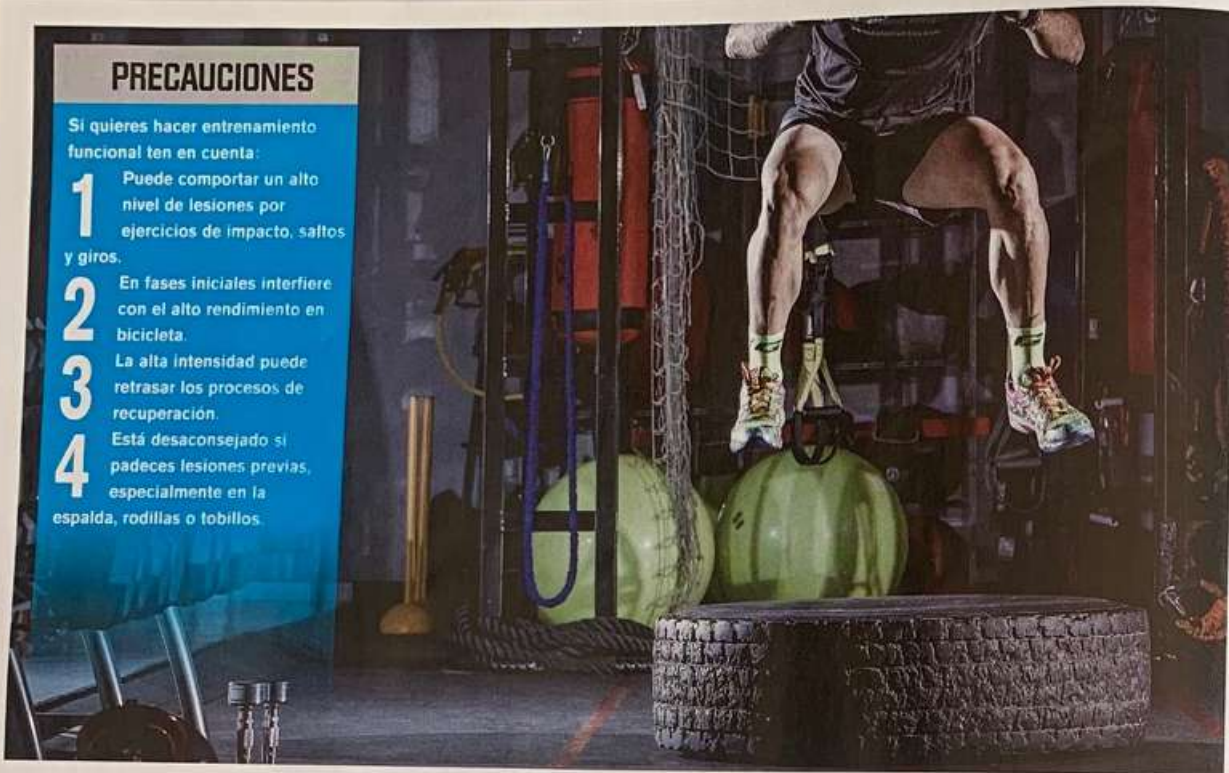 PRECAUCIONES
Si quieres hacer entrenamiento
funcional ten en cuenta:
1 Puede comportar un alto
nivel de lesiones por
ejercicios de impacto, saltos
y giros.
2 En fases iniciales interfiere
con el alto rendimiento en
bicicleta.
3 La alta intensidad puede
retrasar los procesos de
recuperación.
4 Está desaconsejado si
padeces lesiones previas,
especialmente en la
espalda, rodillas o tobillos.